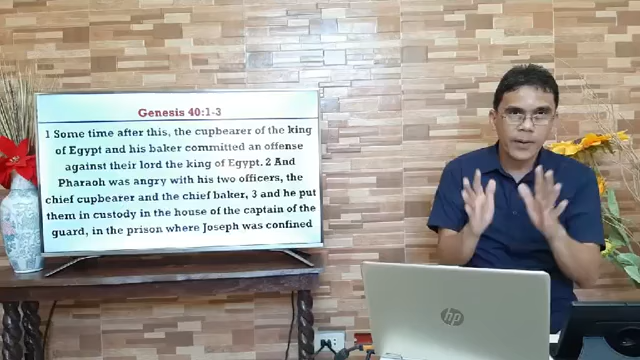 Genesis 40:1-3
1 Some time after this, the cupbearer of the king
of Egypt and his baker committed an offense
against their lord the king of Egypt. 2 And
Pharaoh was angry with his two officers, the
chief cupbearer and the chief baker, 3 and he put
them in custody in the house of the captain of the
guard, in the prison where Joseph was confined
hp